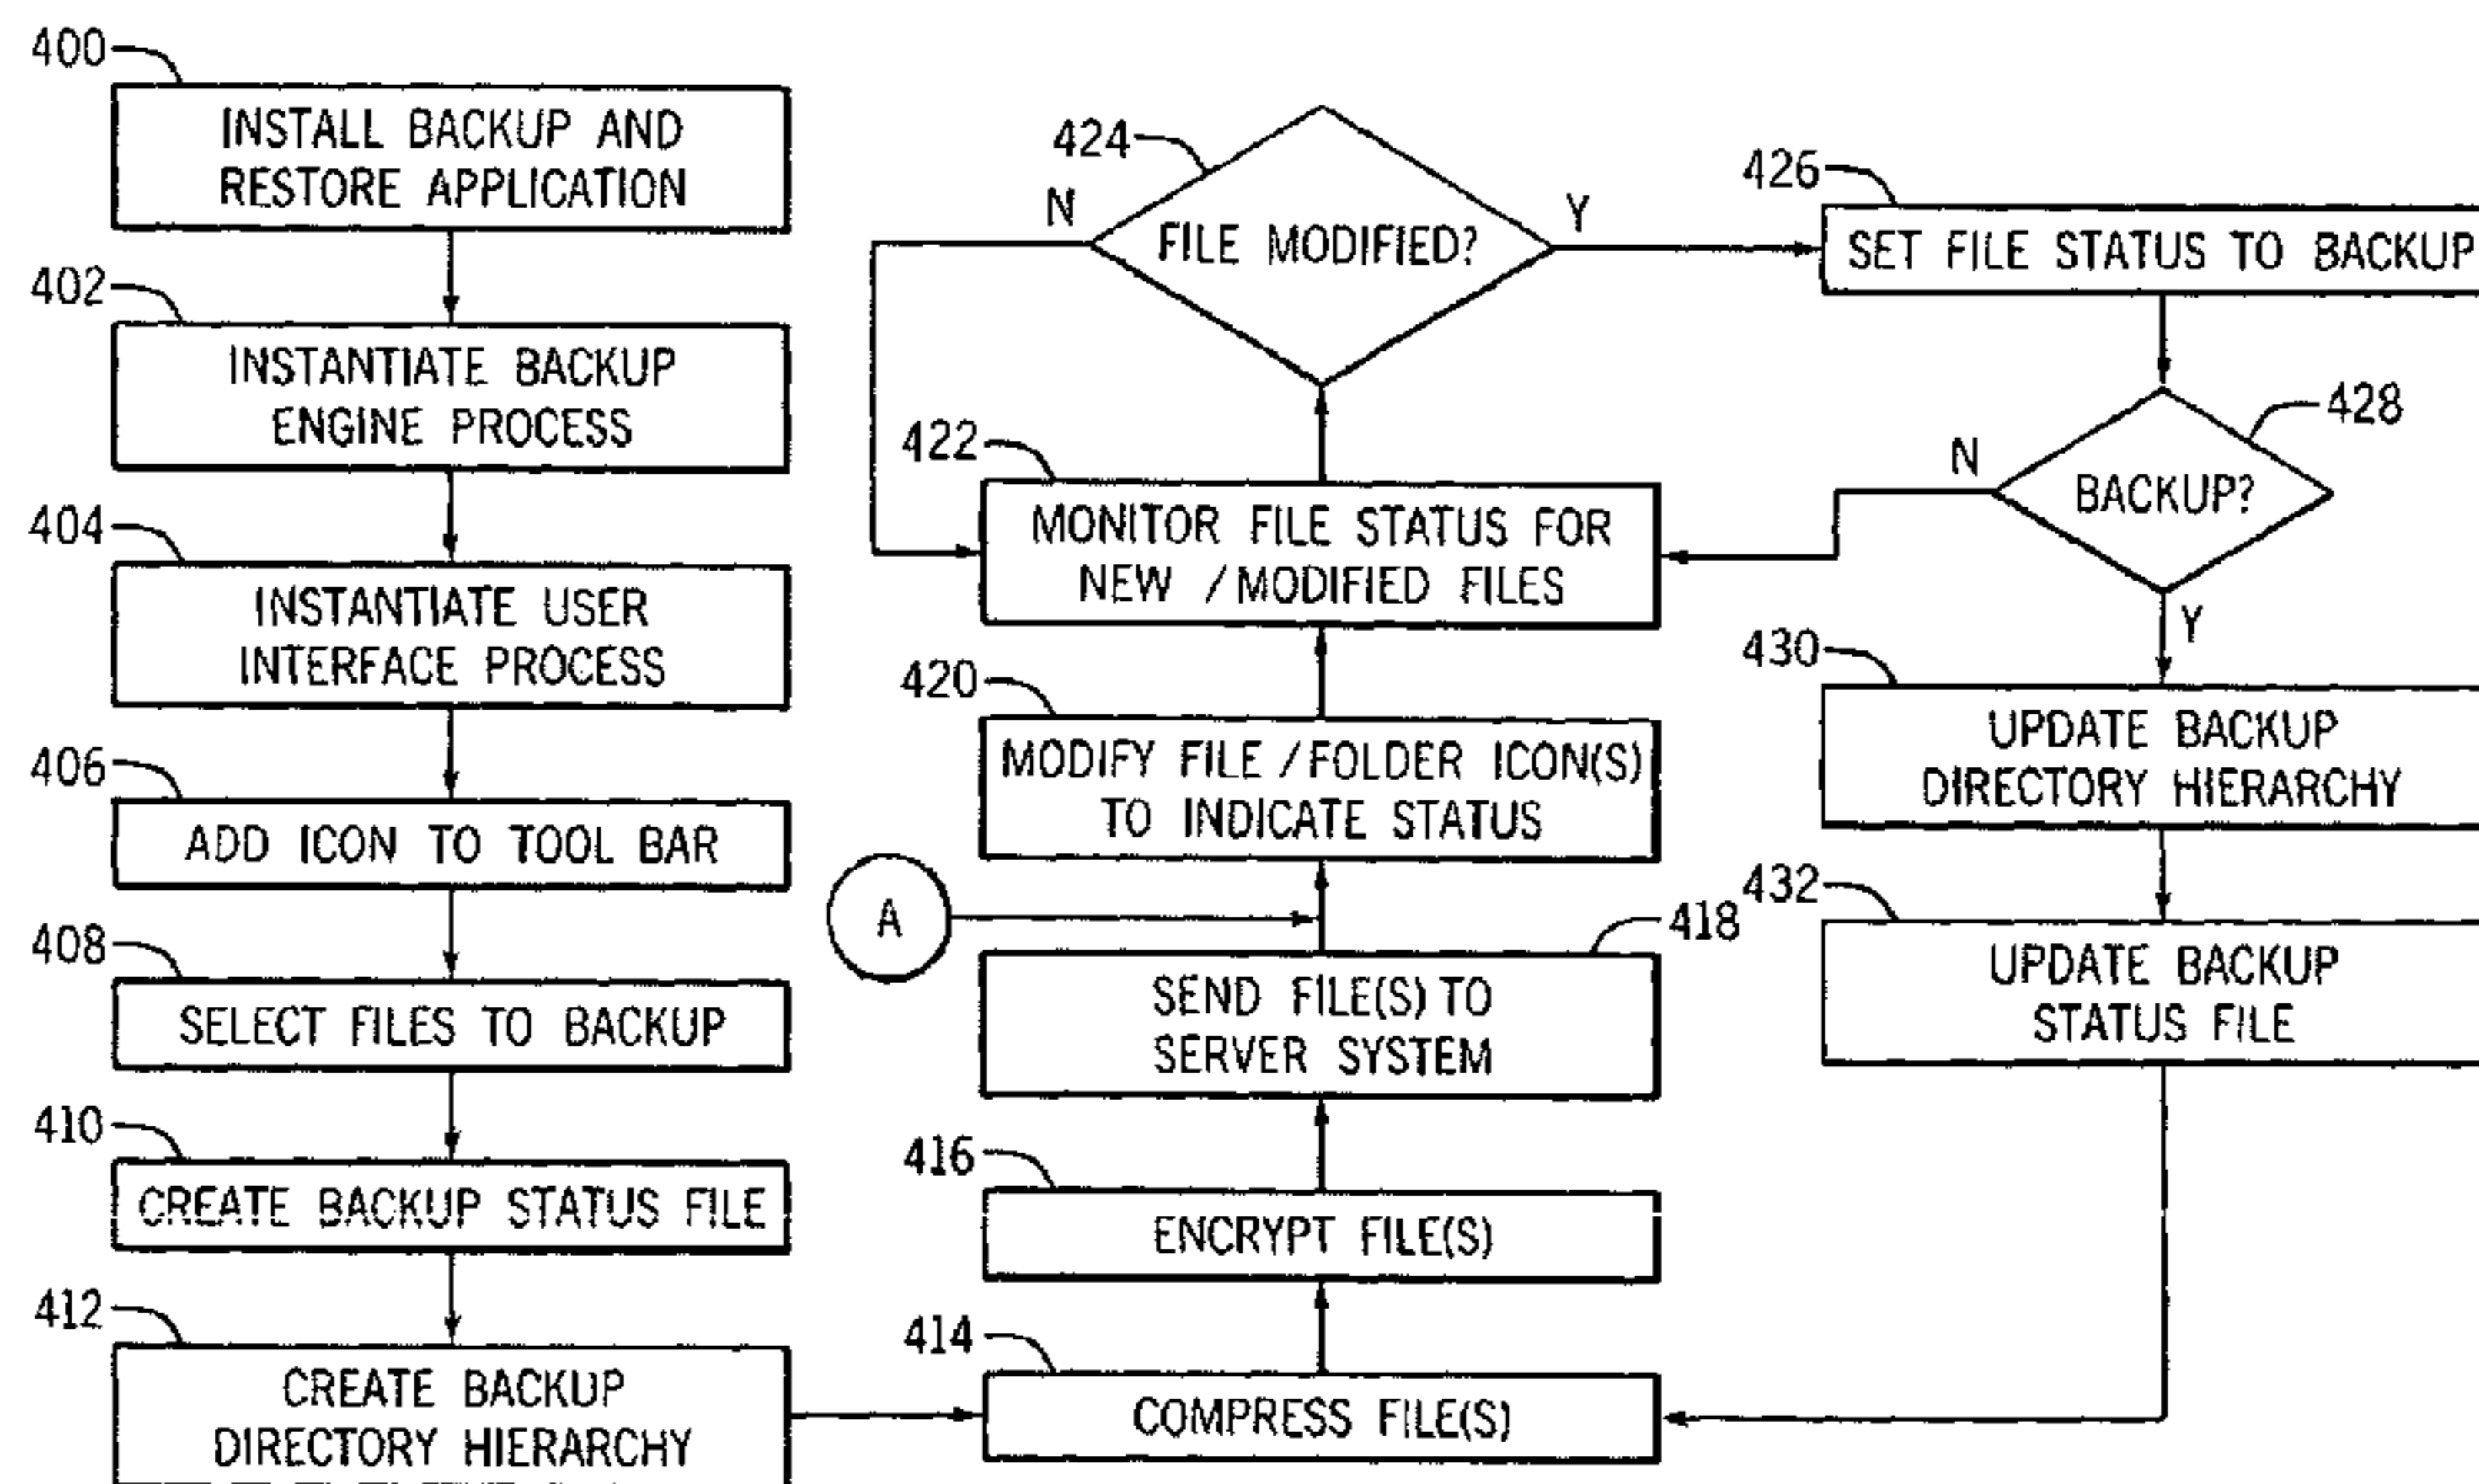 400
INSTALL BACKUP AND
RESTORE APPLICATION
402
INSTANTIATE BACKUP
ENGINE PROCESS
404
INSTANTIATE USER
INTERFACE PROCESS
406
ADD ICON TO TOOL BAR
408
SELECT FILES TO BACKUP
410
CREATE BACKUP STATUS FILE
412
CREATE BACKUP
DIRECTORY HIERARCHY
414
COMPRESS FILE(S)
416
ENCRYPT FILE(S)
418
SEND FILE(S) TO
SERVER SYSTEM
A
420
MODIFY FILE / FOLDER ICON(S)
TO INDICATE STATUS
422
MONITOR FILE STATUS FOR
NEW / MODIFIED FILES
424
N
FILE MODIFIED?
Y
426
SET FILE STATUS TO BACKUP
428
N
BACKUP?
Y
430
UPDATE BACKUP
DIRECTORY HIERARCHY
432
UPDATE BACKUP
STATUS FILE